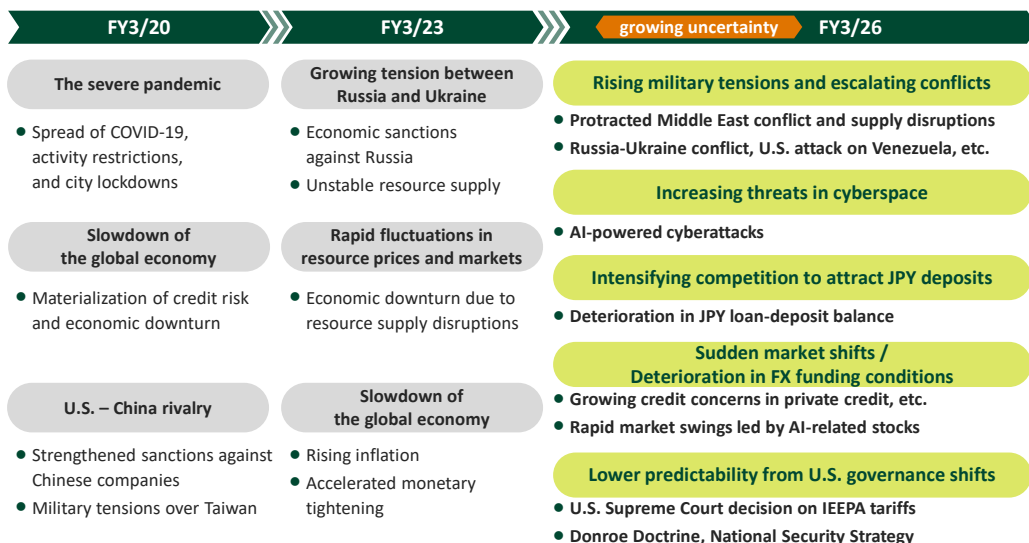 FY3/20
FY3/23
growing uncertainty
FY3/26
The severe pandemic
• Spread of COVID-19,
activity restrictions,
and city lockdowns
Slowdown of
the global economy
• Materialization of credit risk
and economic downturn
U.S. – China rivalry
• Strengthened sanctions against
Chinese companies
• Military tensions over Taiwan
Growing tension between
Russia and Ukraine
• Economic sanctions
against Russia
• Unstable resource supply
Rapid fluctuations in
resource prices and markets
• Economic downturn due to
resource supply disruptions
Slowdown of
the global economy
• Rising inflation
• Accelerated monetary
tightening
Rising military tensions and escalating conflicts
• Protracted Middle East conflict and supply disruptions
• Russia-Ukraine conflict, U.S. attack on Venezuela, etc.
Increasing threats in cyberspace
• AI-powered cyberattacks
Intensifying competition to attract JPY deposits
• Deterioration in JPY loan-deposit balance
Sudden market shifts /
Deterioration in FX funding conditions
• Growing credit concerns in private credit, etc.
• Rapid market swings led by AI-related stocks
Lower predictability from U.S. governance shifts
• U.S. Supreme Court decision on IEEPA tariffs
• Donroe Doctrine, National Security Strategy